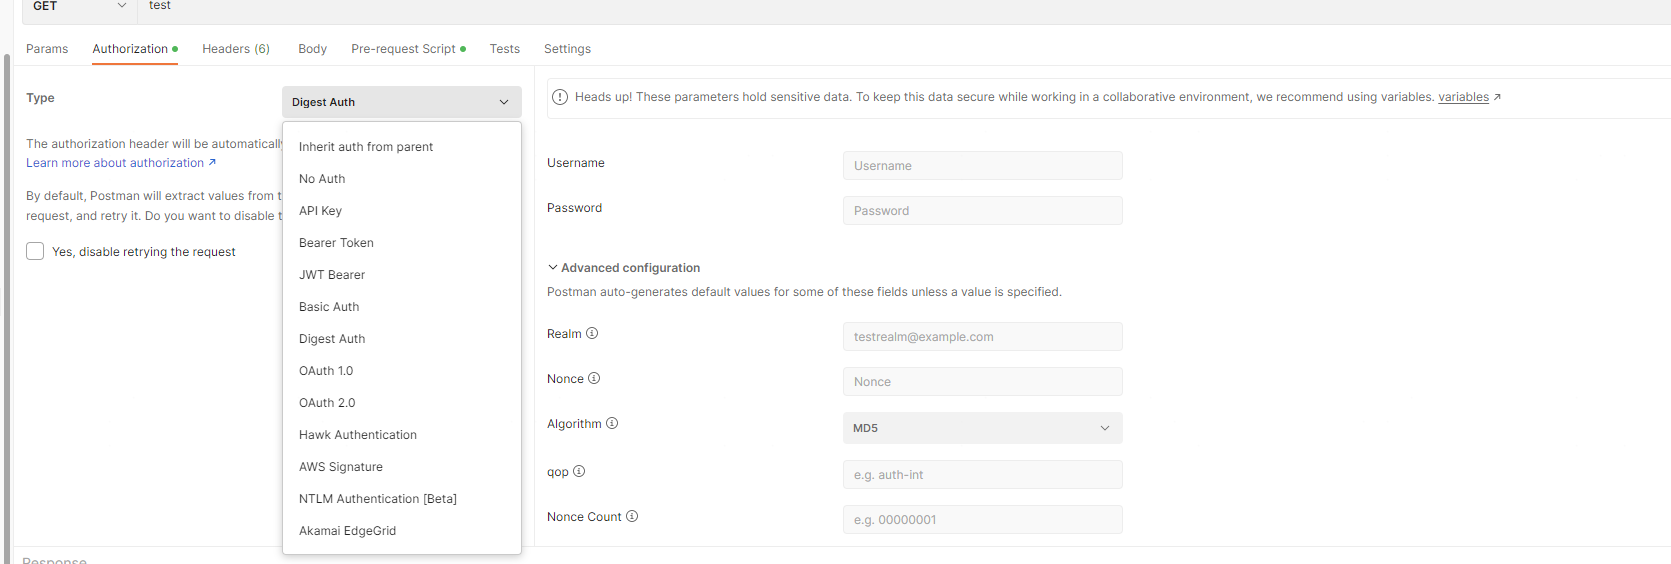 GET
test
Params
Authorization
Headers (6)
Body
Pre-request Script
Tests
Settings
Type
Digest Auth
The authorization header will be automatically
Learn more about authorization ↗
By default, Postman will extract values from t
request, and retry it. Do you want to disable t
Yes, disable retrying the request
Inherit auth from parent
No Auth
API Key
Bearer Token
JWT Bearer
Basic Auth
Digest Auth
OAuth 1.0
OAuth 2.0
Hawk Authentication
AWS Signature
NTLM Authentication [Beta]
Akamai EdgeGrid
Heads up! These parameters hold sensitive data. To keep this data secure while working in a collaborative environment, we recommend using variables. variables ↗
Username
Username
Password
Password
Advanced configuration
Postman auto-generates default values for some of these fields unless a value is specified.
Realm
testrealm@example.com
Nonce
Nonce
Algorithm
MD5
qop
e.g. auth-int
Nonce Count
e.g. 00000001
Response